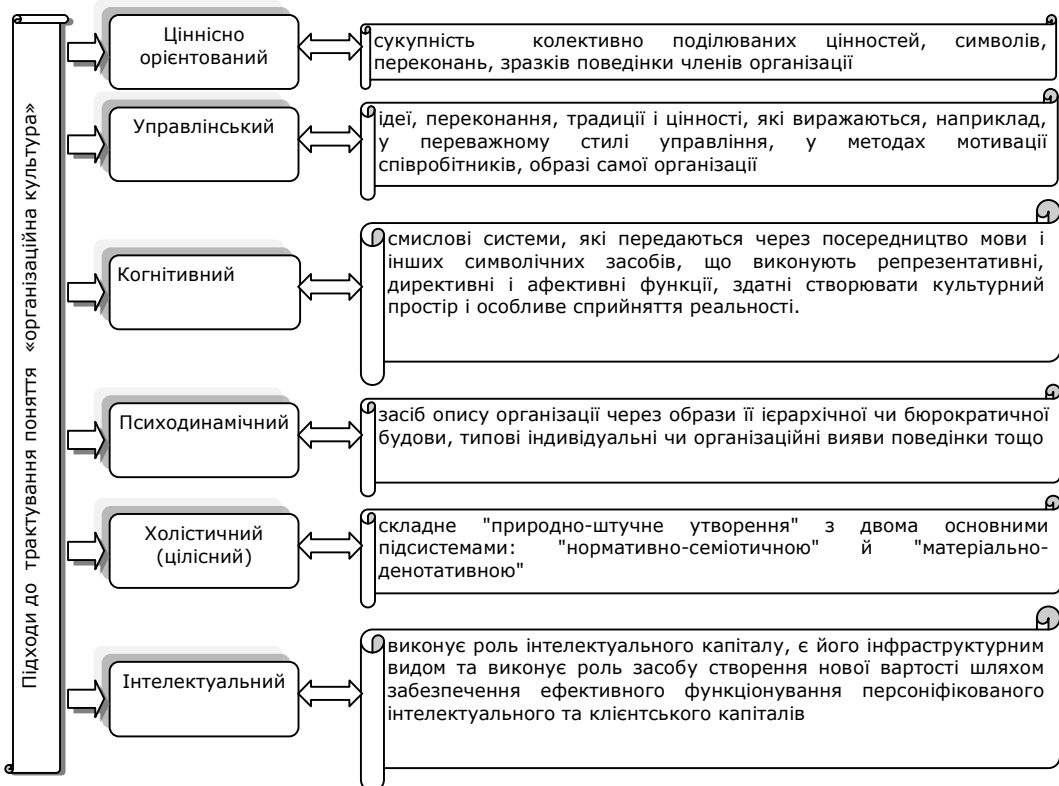 Підходи до трактування поняття «організаційна культура»
Ціннісно
орієнтований
сукупність колективно поділюваних цінностей, символів,
переконань, зразків поведінки членів організації
Управлінський
ідеї, переконання, традиції і цінності, які виражаються, наприклад,
у переважному стилі управління, у методах мотивації
співробітників, образі самої організації
Когнітивний
смислові системи, які передаються через посередництво мови і
інших символічних засобів, що виконують репрезентативні,
директивні і афективні функції, здатні створювати культурний
простір і особливе сприйняття реальності.
Психодинамічний
засіб опису організації через образи її ієрархічної чи бюрократичної
будови, типові індивідуальні чи організаційні вияви поведінки тощо
Холістичний
(цілісний)
складне "природно-штучне утворення" з двома основними
підсистемами: "нормативно-семіотичною" й "матеріально-
денотативною"
Інтелектуальний
виконує роль інтелектуального капіталу, є його інфраструктурним
видом та виконує роль засобу створення нової вартості шляхом
забезпечення ефективного функціонування персоніфікованого
інтелектуального та клієнтського капіталів